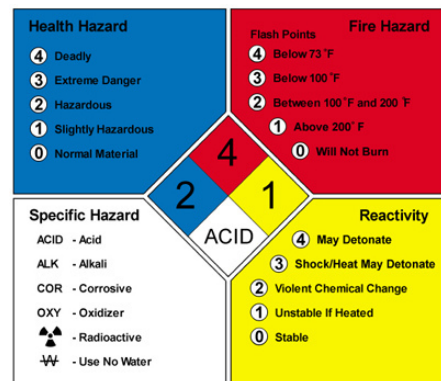 Health Hazard
4 Deadly
3 Extreme Danger
2 Hazardous
1 Slightly Hazardous
0 Normal Material
Fire Hazard
Flash Points
4 Below 73°F
3 Below 100°F
2 Between 100°F and 200°F
1 Above 200°F
0 Will Not Burn
4
2
1
ACID
Specific Hazard
ACID - Acid
ALK - Alkali
COR - Corrosive
OXY - Oxidizer
- Radioactive
W - Use No Water
Reactivity
4 May Detonate
3 Shock/Heat May Detonate
2 Violent Chemical Change
1 Unstable If Heated
0 Stable